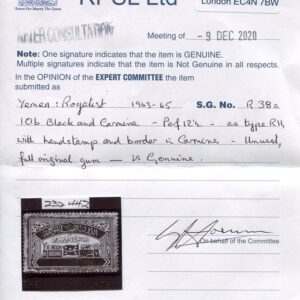 RPSL Ltd
London EC4N 7BW
AFTER CONSULTATION
Meeting of - 9 DEC 2020
Note: One signature indicates that the item is GENUINE.
Multiple signatures indicate that the item is Not Genuine in all respects.
In the OPINION of the EXPERT COMMITTEE the item
submitted as
Yemen: Royalist 1963-65 S.G. No. R38a
10b Black and Carmine - Perf 12½ - as type R11,
with handstamp and border in Carmine - Unused,
full original gum - is Genuine.
232 442
On behalf of the Committee